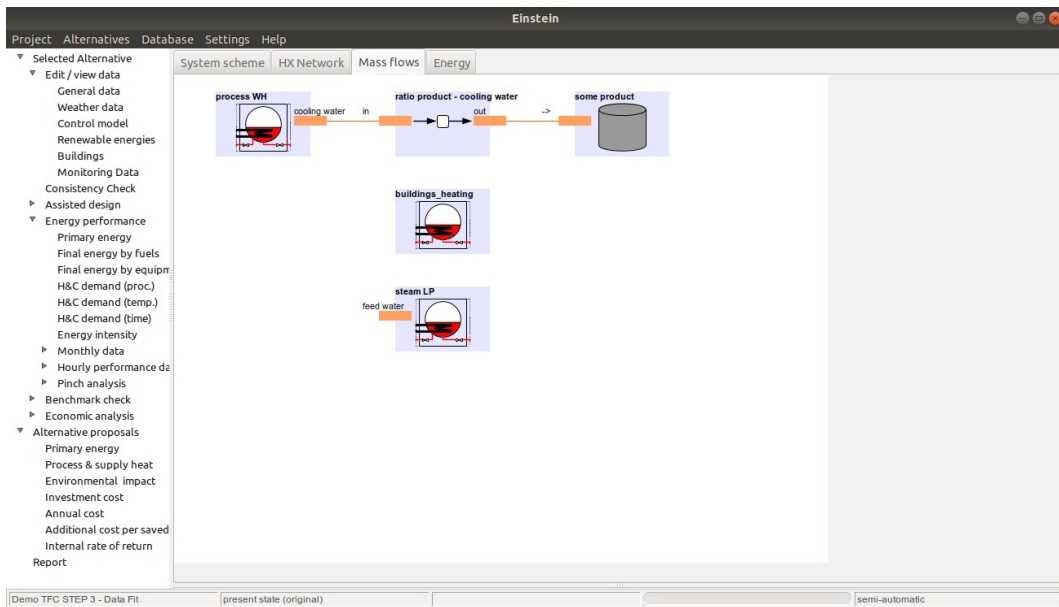 Einstein
Project Alternatives Database Settings Help
System scheme HX Network Mass flows Energy
Selected Alternative
Edit / view data
General data
Weather data
Control model
Renewable energies
Buildings
Monitoring Data
Consistency Check
Assisted design
Energy performance
Primary energy
Final energy by fuels
Final energy by equipm
H&C demand (proc.)
H&C demand (temp.)
H&C demand (time)
Energy intensity
Monthly data
Hourly performance da
Pinch analysis
Benchmark check
Economic analysis
Alternative proposals
Primary energy
Process & supply heat
Environmental impact
Investment cost
Annual cost
Additional cost per saved
Internal rate of return
Report
process WH ratio product - cooling water some product
cooling water in out ->
buildings_heating
steam LP
feed water
Demo TFC STEP 3 - Data Fit present state (original) semi-automatic